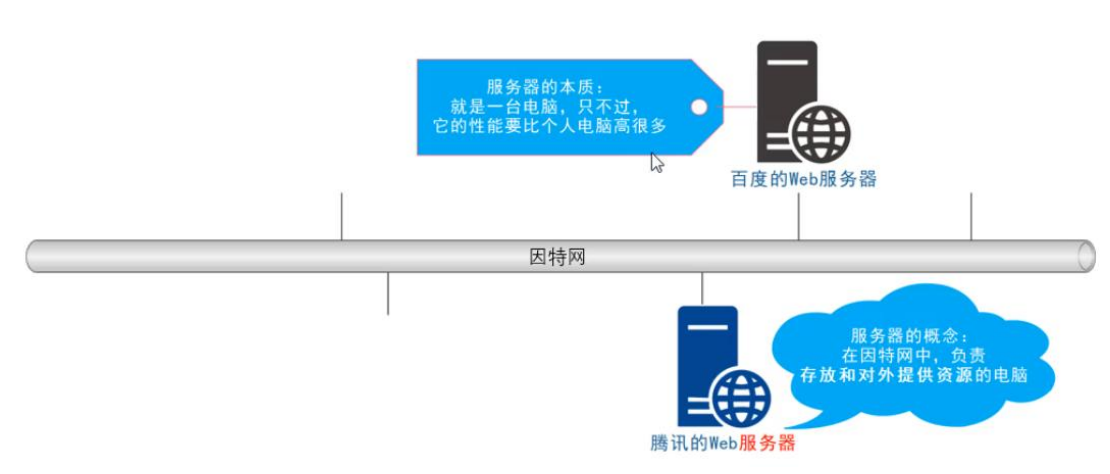 服务器的本质：
就是一台电脑，只不过，
它的性能要比个人电脑高很多
百度的Web服务器
因特网
服务器的概念：
在因特网中，负责
存放和对外提供资源的电脑
腾讯的Web服务器